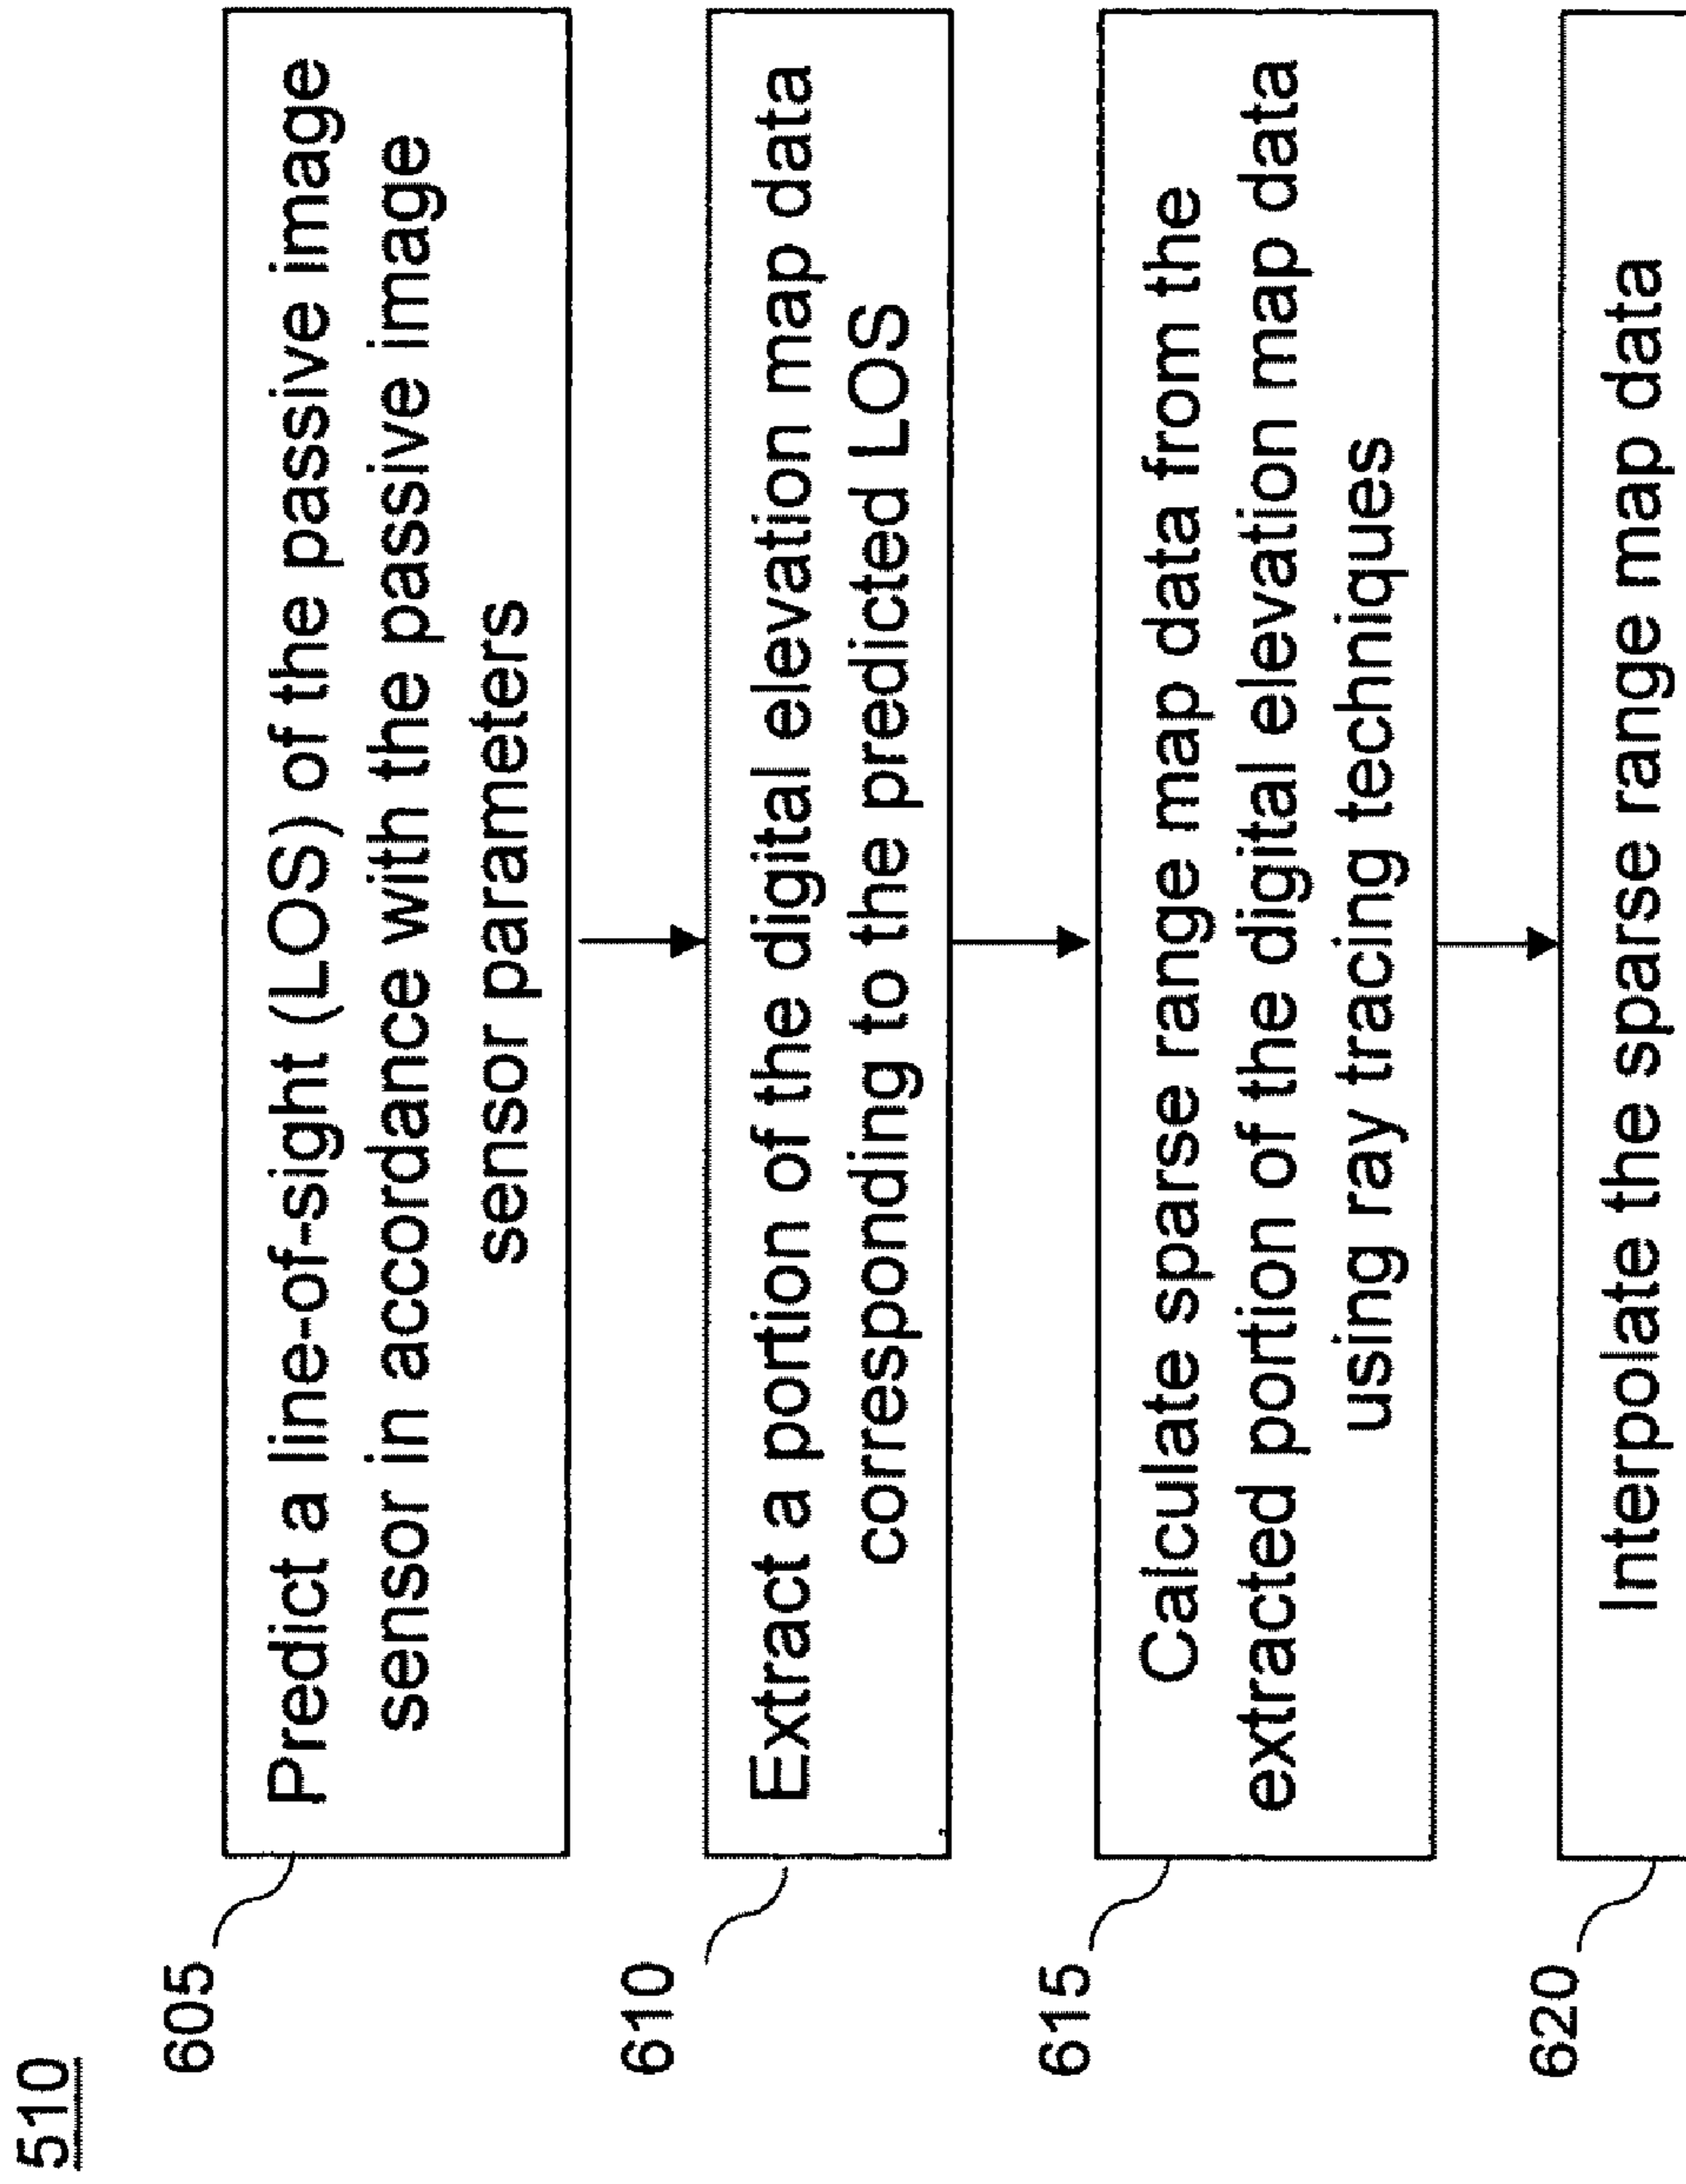 510
605
Predict a line-of-sight (LOS) of the passive image
sensor in accordance with the passive image
sensor parameters
610
Extract a portion of the digital elevation map data
corresponding to the predicted LOS
615
Calculate sparse range map data from the
extracted portion of the digital elevation map data
using ray tracing techniques
620
Interpolate the sparse range map data